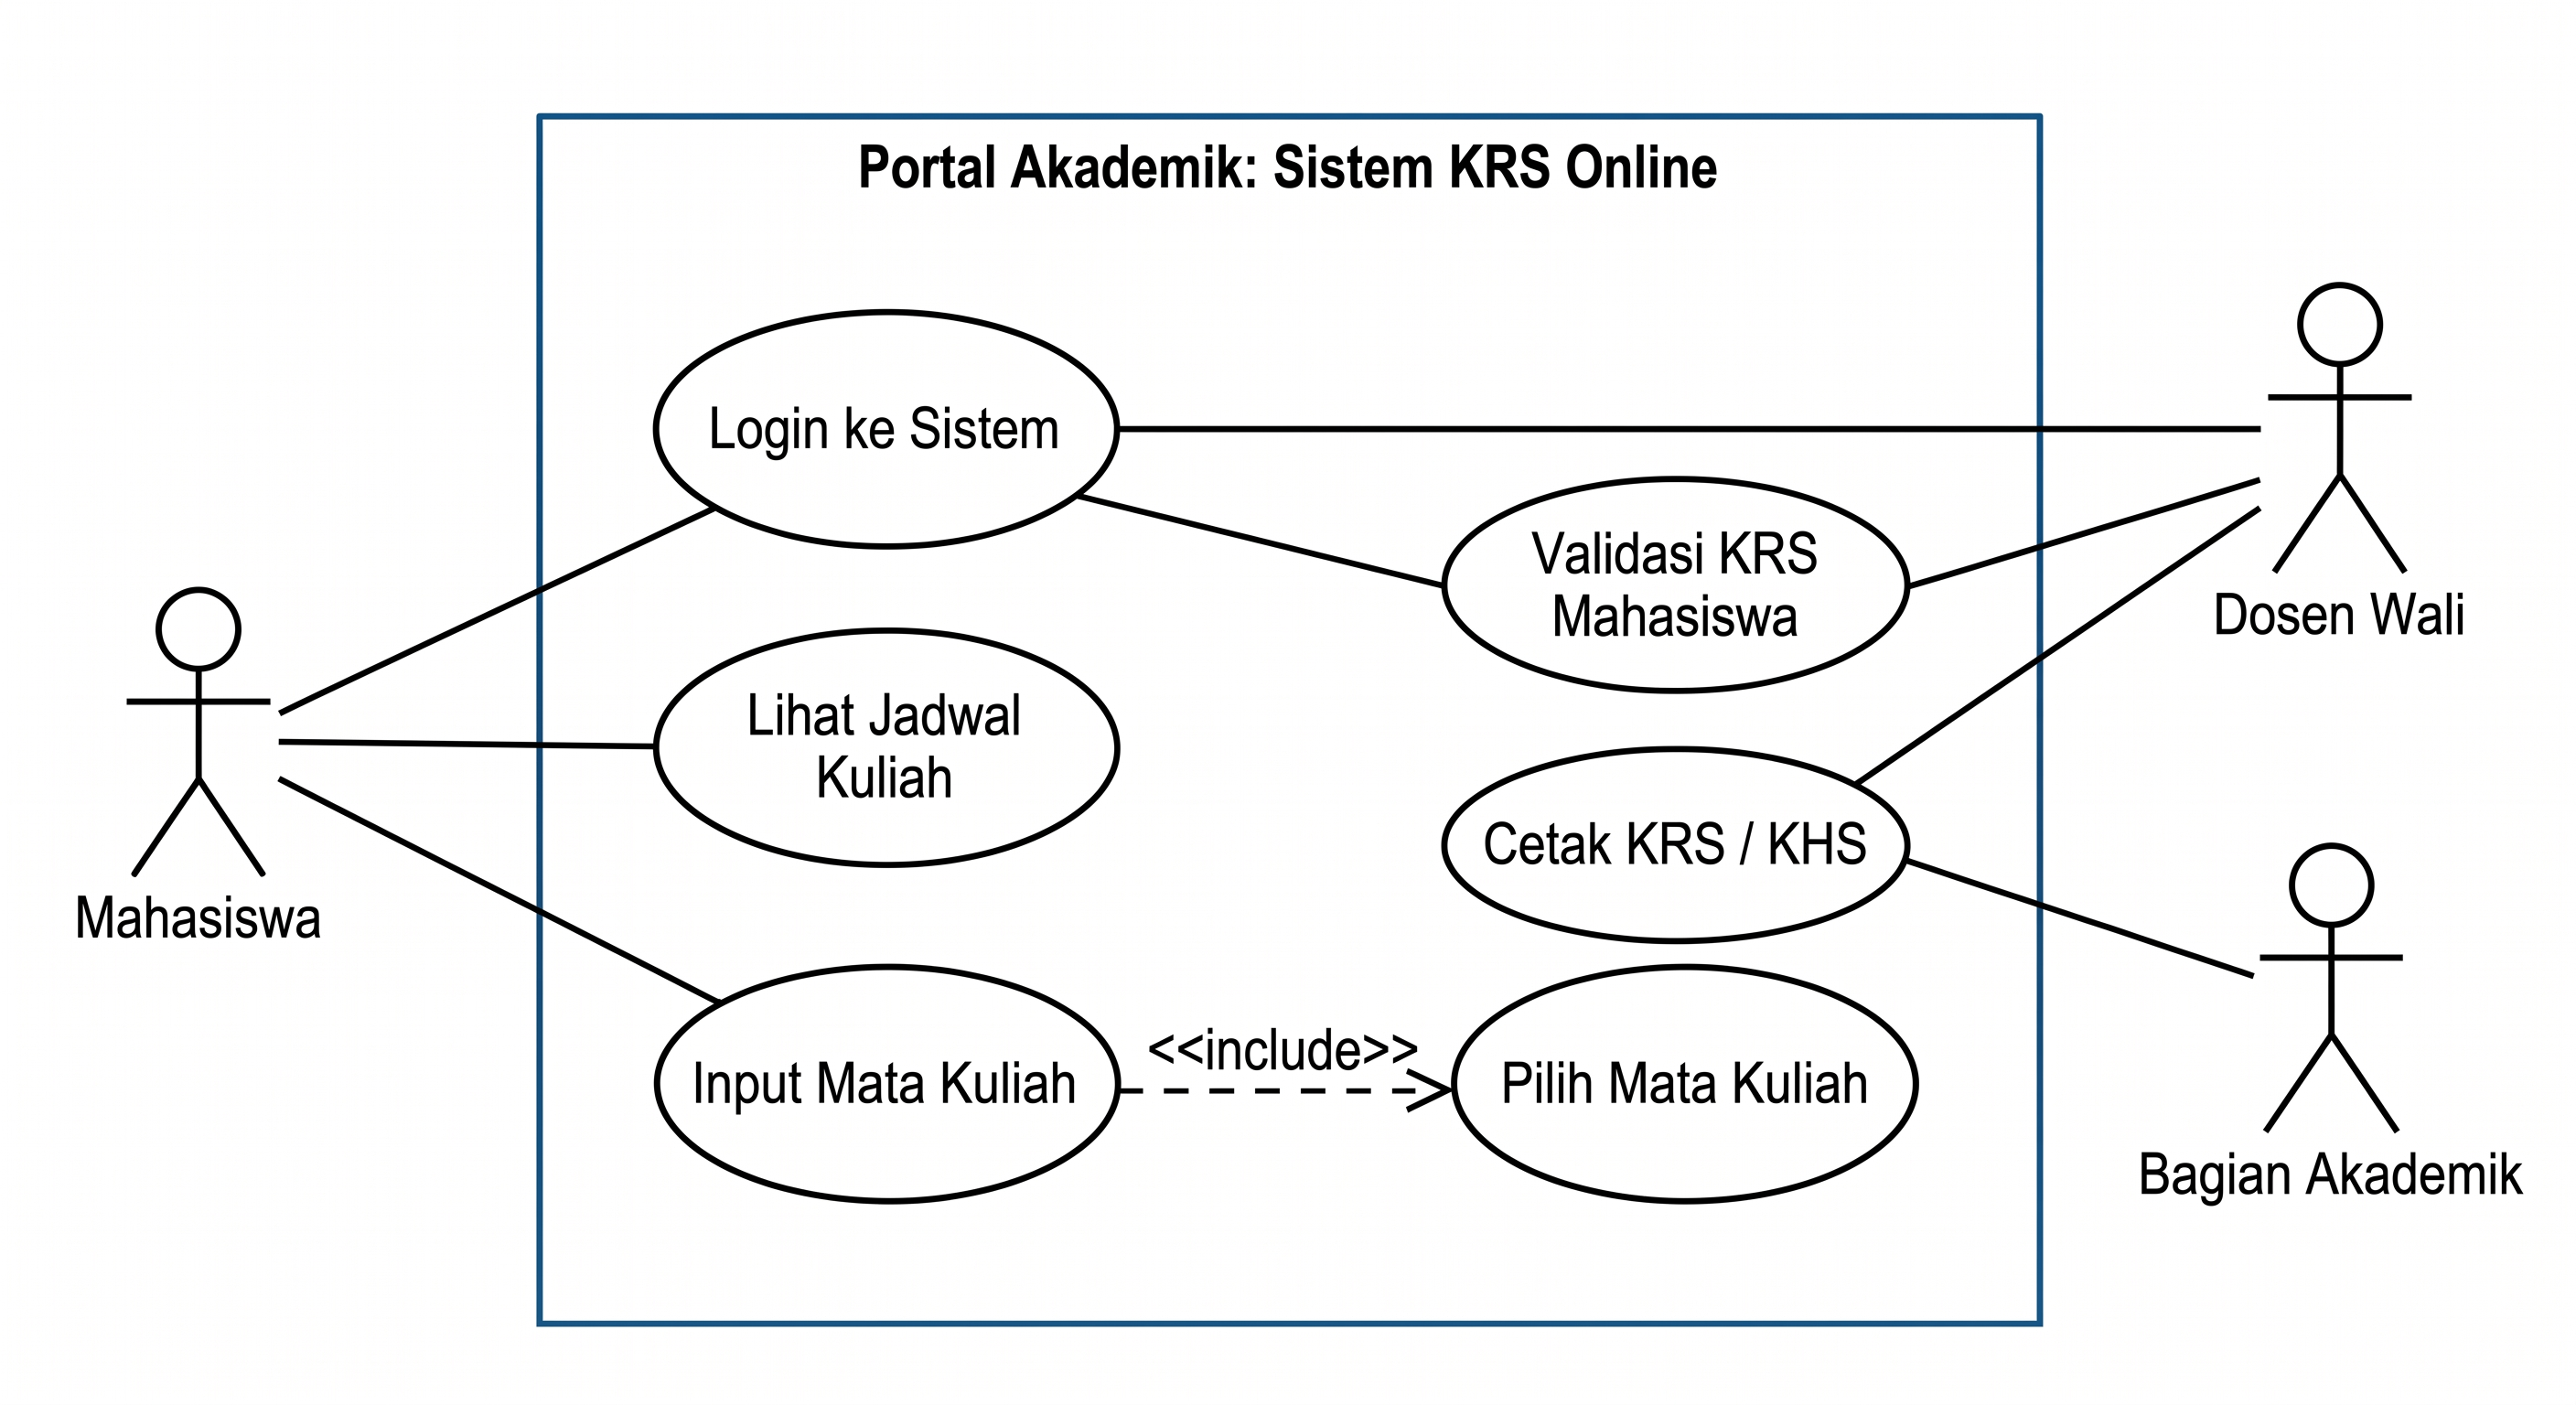 Portal Akademik: Sistem KRS Online
Login ke Sistem
Validasi KRS
Mahasiswa
Dosen Wali
Lihat Jadwal
Kuliah
Mahasiswa
Cetak KRS / KHS
Input Mata Kuliah
<<include>>
Pilih Mata Kuliah
Bagian Akademik